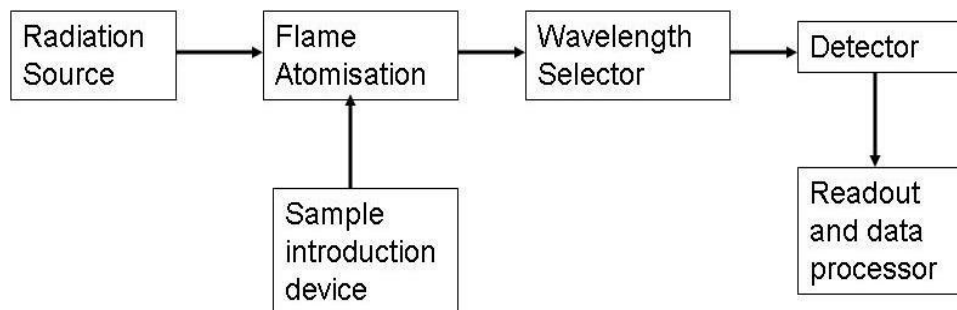 Radiation
Source
Flame
Atomisation
Wavelength
Selector
Detector
Sample
introduction
device
Readout
and data
processor